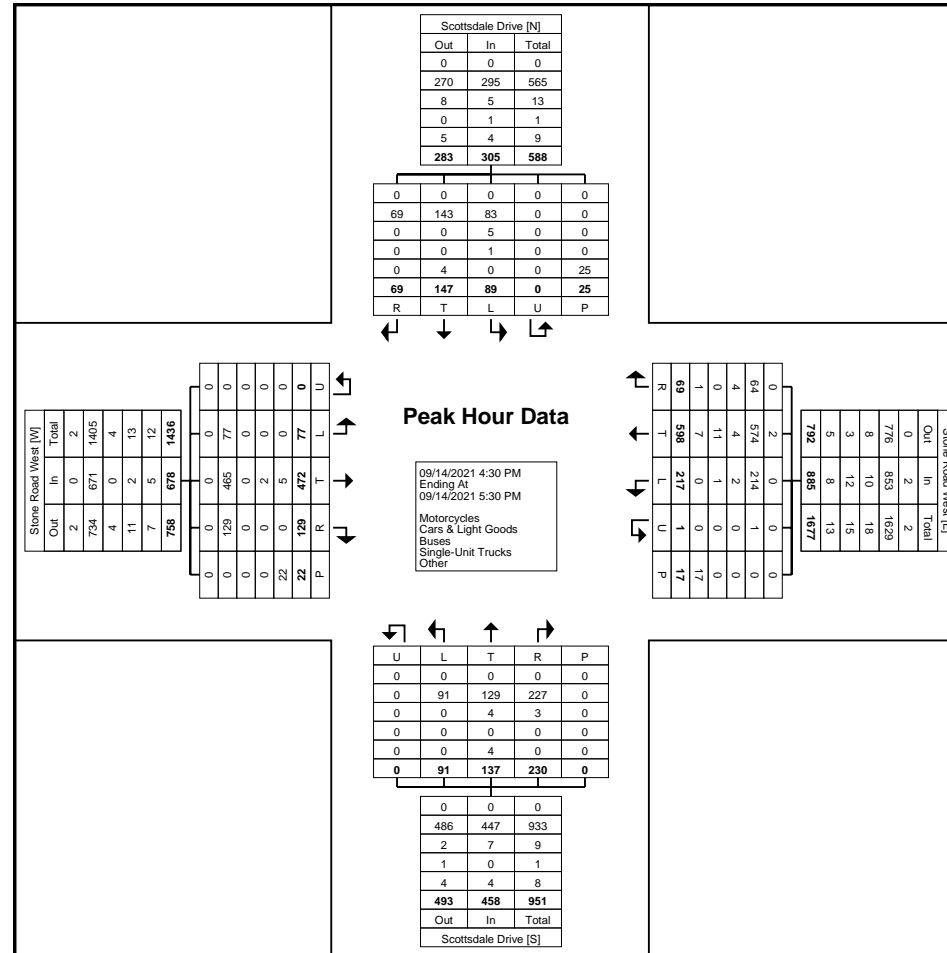 Scottsdale Drive [N]
Out In Total
0 0 0
270 295 565
8 5 13
0 1 1
5 4 9
283 305 588
0 0 0 0 0
69 143 83 0 0
0 0 5 0 0
0 0 1 0 0
0 4 0 0 25
69 147 89 0 25
R T L U P
Stone Road West [W]
Total In Out
2 0 2
1405 671 734
4 0 4
13 2 11
12 5 7
1436 678 758
0 0 0 0 0
0 77 465 129 0
0 0 0 0 0
0 0 2 0 0
0 0 5 0 22
0 77 472 129 22
U L T R P
Peak Hour Data
09/14/2021 4:30 PM
Ending At
09/14/2021 5:30 PM
Motorcycles
Cars & Light Goods
Buses
Single-Unit Trucks
Other
R T L U P
69 598 217 1 17
1 7 0 0 17
0 11 1 0 0
4 4 2 0 0
64 574 214 1 0
0 2 0 0 0
792 885 1677
5 8 13
3 12 15
8 10 18
776 853 1629
0 2 2
Out In Total
Stone Road West [E]
U L T R P
0 0 0 0 0
0 91 129 227 0
0 0 4 3 0
0 0 0 0 0
0 0 4 0 0
0 91 137 230 0
0 0 0
486 447 933
2 7 9
1 0 1
4 4 8
493 458 951
Out In Total
Scottsdale Drive [S]